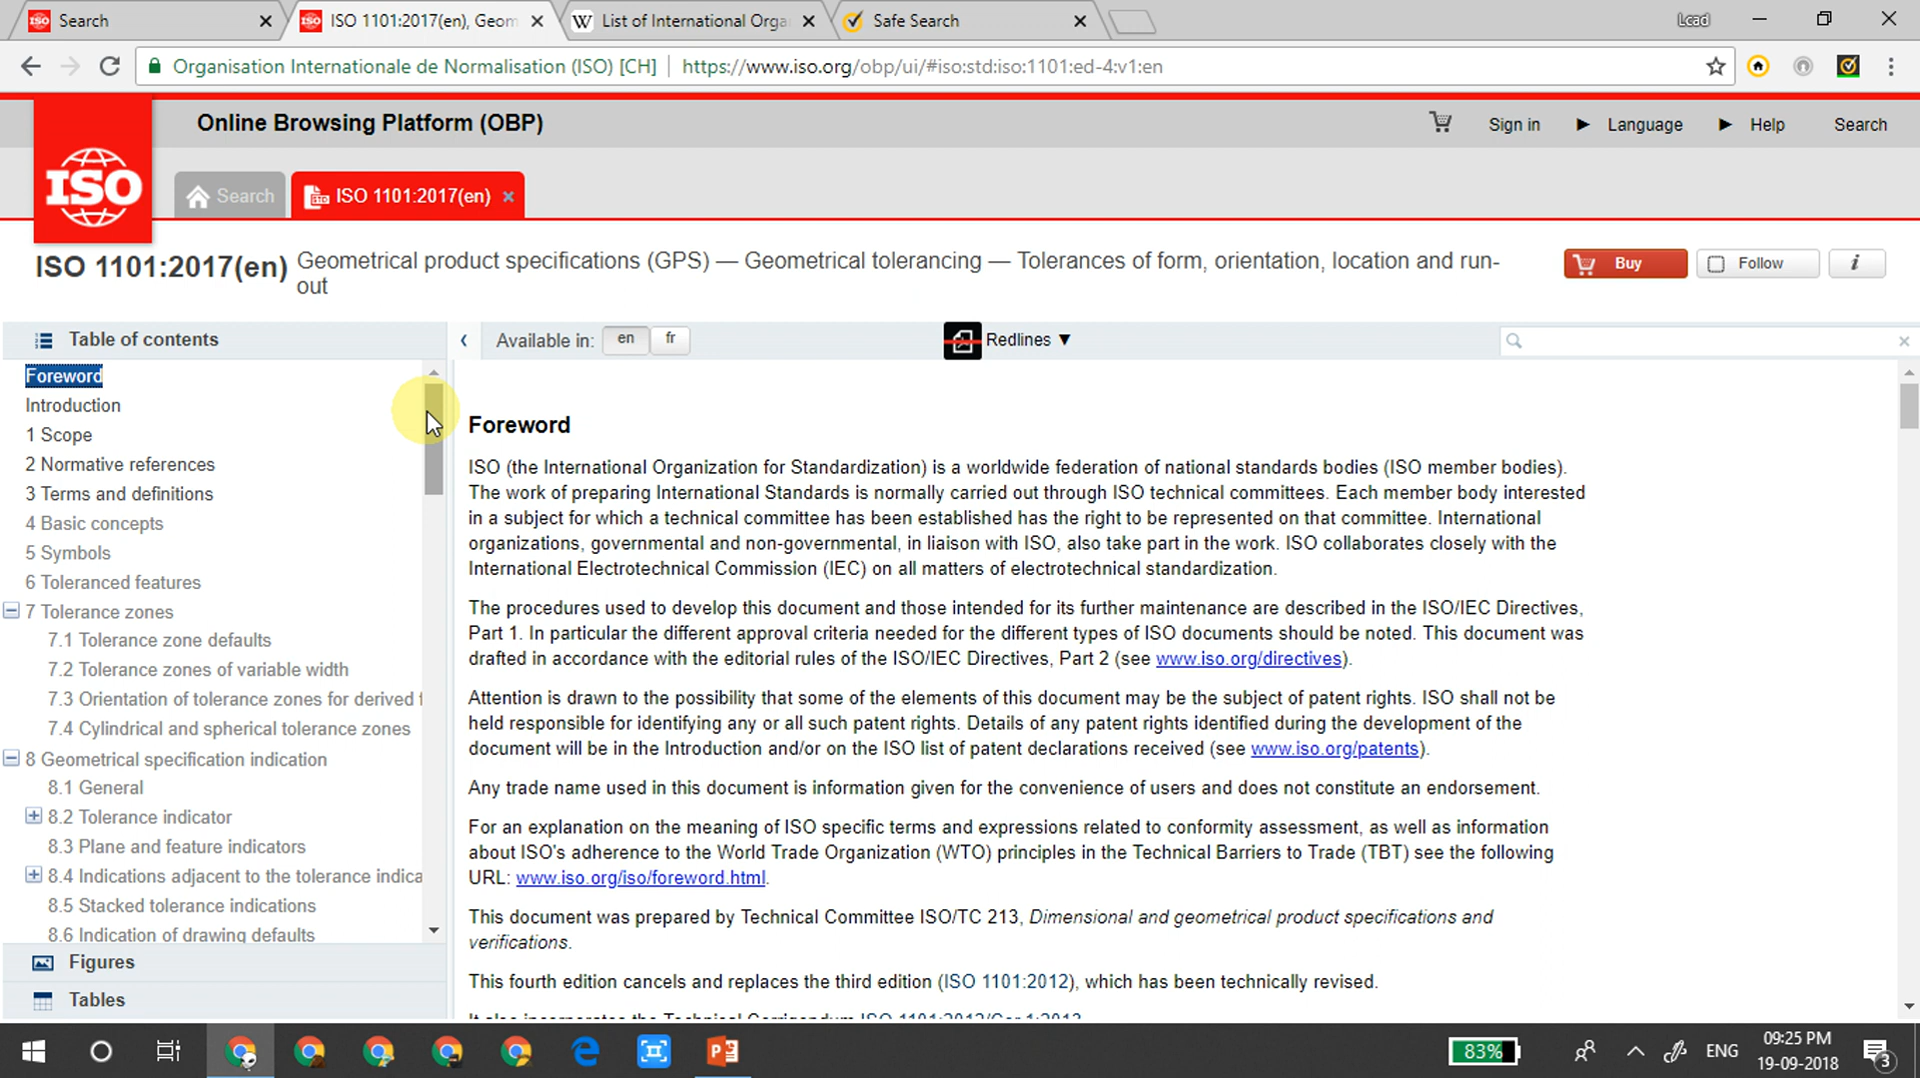 Search
ISO 1101:2017(en), Geom
List of International Orga
Safe Search
Lcad
Organisation Internationale de Normalisation (ISO) [CH]
https://www.iso.org/obp/ui/#iso:std:iso:1101:ed-4:v1:en
Online Browsing Platform (OBP)
Sign in
Language
Help
Search
ISO
Search
ISO 1101:2017(en)
ISO 1101:2017(en)
Geometrical product specifications (GPS) — Geometrical tolerancing — Tolerances of form, orientation, location and run-
out
Buy
Follow
i
Table of contents
Available in:
en
fr
Redlines ▼
Foreword
Introduction
1 Scope
2 Normative references
3 Terms and definitions
4 Basic concepts
5 Symbols
6 Toleranced features
7 Tolerance zones
7.1 Tolerance zone defaults
7.2 Tolerance zones of variable width
7.3 Orientation of tolerance zones for derived f
7.4 Cylindrical and spherical tolerance zones
8 Geometrical specification indication
8.1 General
8.2 Tolerance indicator
8.3 Plane and feature indicators
8.4 Indications adjacent to the tolerance indica
8.5 Stacked tolerance indications
8.6 Indication of drawing defaults
Figures
Tables
Foreword
ISO (the International Organization for Standardization) is a worldwide federation of national standards bodies (ISO member bodies).
The work of preparing International Standards is normally carried out through ISO technical committees. Each member body interested
in a subject for which a technical committee has been established has the right to be represented on that committee. International
organizations, governmental and non-governmental, in liaison with ISO, also take part in the work. ISO collaborates closely with the
International Electrotechnical Commission (IEC) on all matters of electrotechnical standardization.
The procedures used to develop this document and those intended for its further maintenance are described in the ISO/IEC Directives,
Part 1. In particular the different approval criteria needed for the different types of ISO documents should be noted. This document was
drafted in accordance with the editorial rules of the ISO/IEC Directives, Part 2 (see www.iso.org/directives).
Attention is drawn to the possibility that some of the elements of this document may be the subject of patent rights. ISO shall not be
held responsible for identifying any or all such patent rights. Details of any patent rights identified during the development of the
document will be in the Introduction and/or on the ISO list of patent declarations received (see www.iso.org/patents).
Any trade name used in this document is information given for the convenience of users and does not constitute an endorsement.
For an explanation on the meaning of ISO specific terms and expressions related to conformity assessment, as well as information
about ISO's adherence to the World Trade Organization (WTO) principles in the Technical Barriers to Trade (TBT) see the following
URL: www.iso.org/iso/foreword.html.
This document was prepared by Technical Committee ISO/TC 213, Dimensional and geometrical product specifications and
verifications.
This fourth edition cancels and replaces the third edition (ISO 1101:2012), which has been technically revised.
It also incorporates the Technical Corrigendum ISO 1101:2012/Cor 1:2013.
83%
ENG
09:25 PM
19-09-2018
3